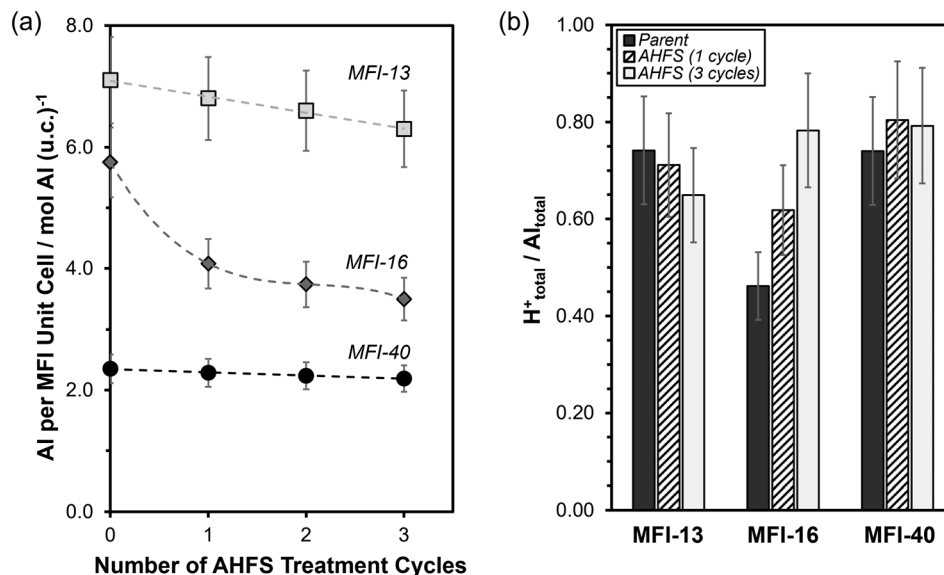 (a)
Al per MFI Unit Cell / mol Al (u.c.)⁻¹
8.0
6.0
4.0
2.0
0.0
MFI-13
MFI-16
MFI-40
0 1 2 3
Number of AHFS Treatment Cycles
(b)
H⁺total / Altotal
1.00
0.80
0.60
0.40
0.20
0.00
Parent
AHFS (1 cycle)
AHFS (3 cycles)
MFI-13 MFI-16 MFI-40